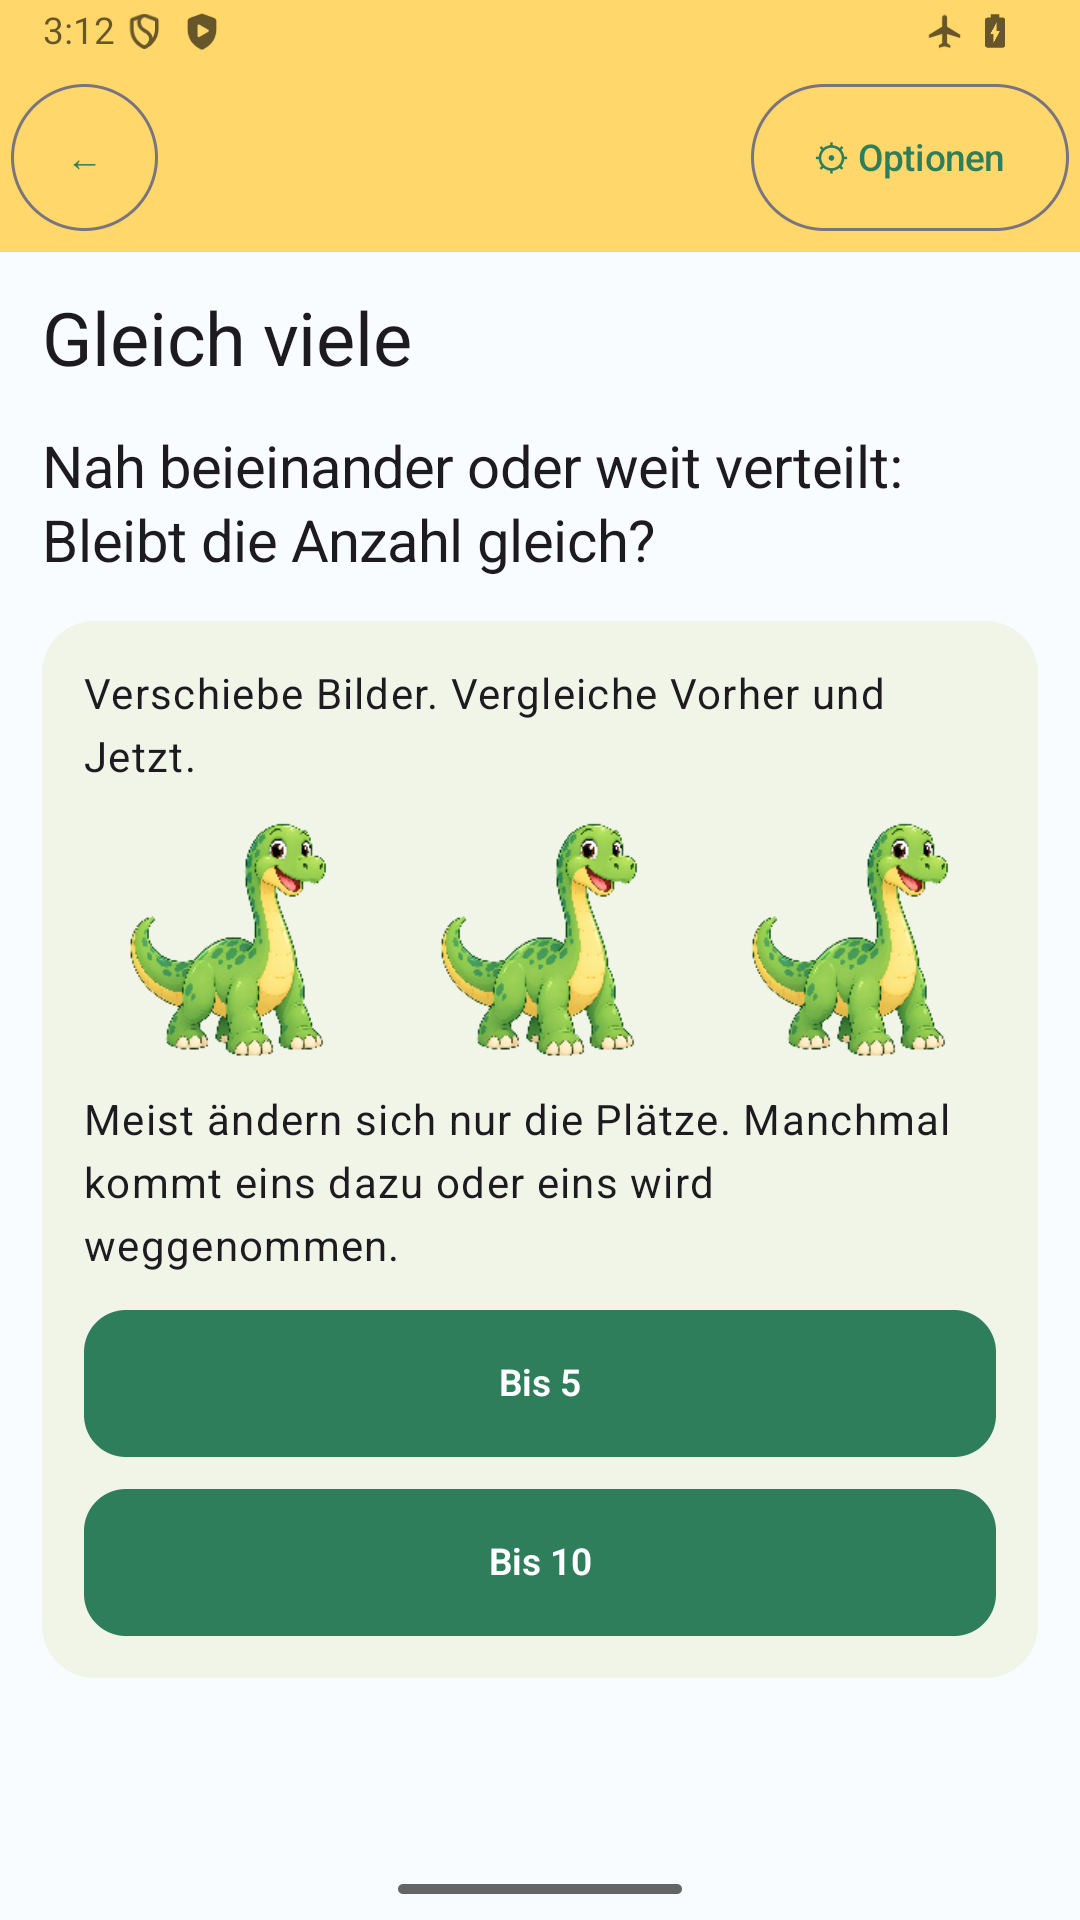 3:12
←
⚙ Optionen
Gleich viele
Nah beieinander oder weit verteilt:
Bleibt die Anzahl gleich?
Verschiebe Bilder. Vergleiche Vorher und
Jetzt.
Meist ändern sich nur die Plätze. Manchmal
kommt eins dazu oder eins wird
weggenommen.
Bis 5
Bis 10